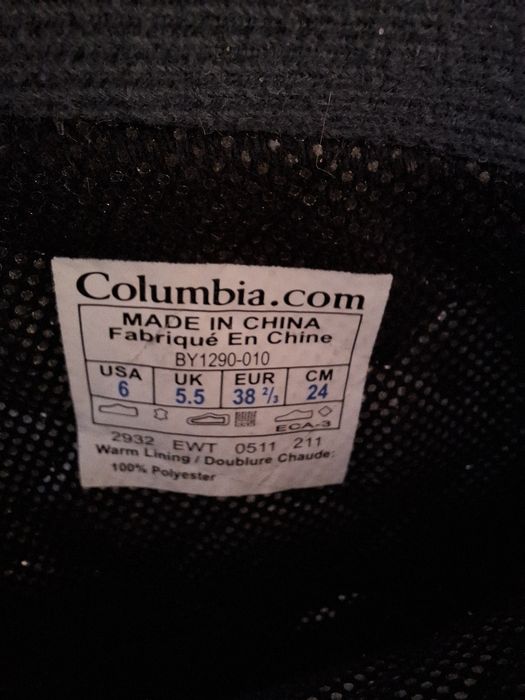 Columbia.com
MADE IN CHINA
Fabriqué En Chine
BY1290-010
USA UK EUR CM
6 5.5 38 2/3 24
ECA-3
2932 EWT 0511 211
Warm Lining / Doublure Chaude:
100% Polyester